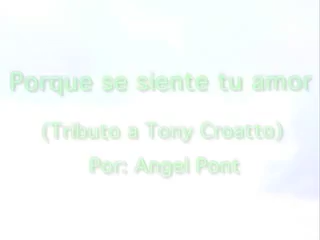 Porque se siente tu amor
(Tributo a Tony Croatto)
Por: Angel Pont